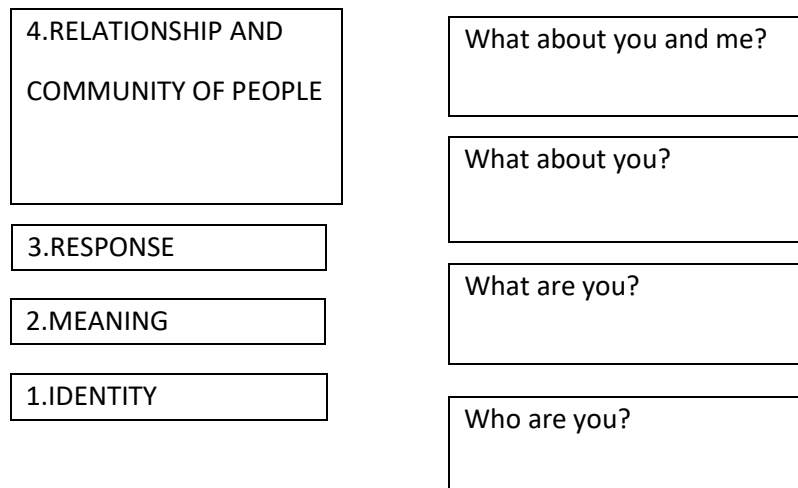 4.RELATIONSHIP AND
COMMUNITY OF PEOPLE
3.RESPONSE
2.MEANING
1.IDENTITY
What about you and me?
What about you?
What are you?
Who are you?